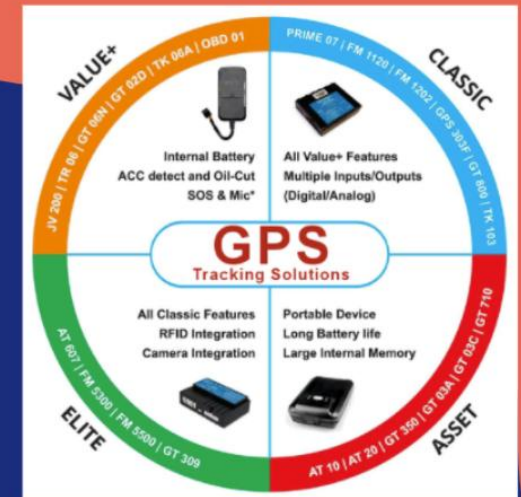 VALUE+
JV 200 | TR 06 | GT 06N | GT 02D | TK 06A | OBD 01
Internal Battery
ACC detect and Oil-Cut
SOS & Mic*
CLASSIC
PRIME 07 | FM 1120 | FM 1202 | GPS 303F | GT 800 | TK 103
All Value+ Features
Multiple Inputs/Outputs
(Digital/Analog)
GPS
Tracking Solutions
All Classic Features
RFID Integration
Camera Integration
AT 607 | FM 5300 | FM 5500 | GT 309
ELITE
Portable Device
Long Battery life
Large Internal Memory
AT 10 | AT 20 | GT 350 | GT 03A | GT 03C | GT 710
ASSET